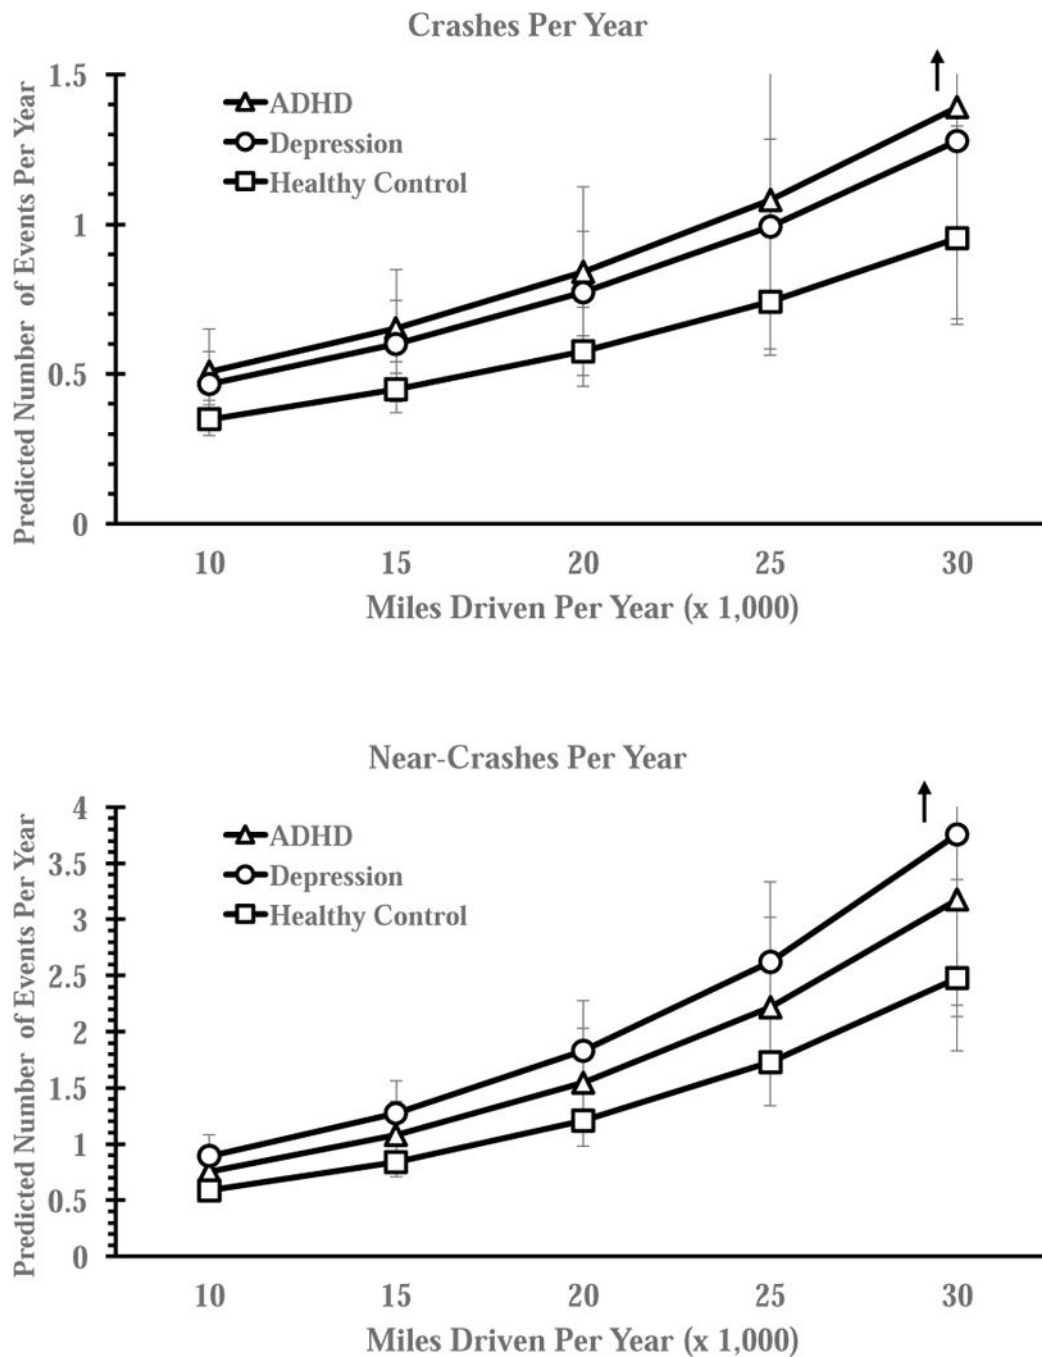 Crashes Per Year
Predicted Number of Events Per Year
1.5
1
0.5
0
ADHD
Depression
Healthy Control
10 15 20 25 30
Miles Driven Per Year (x 1,000)
Near-Crashes Per Year
Predicted Number of Events Per Year
4
3.5
3
2.5
2
1.5
1
0.5
0
ADHD
Depression
Healthy Control
10 15 20 25 30
Miles Driven Per Year (x 1,000)